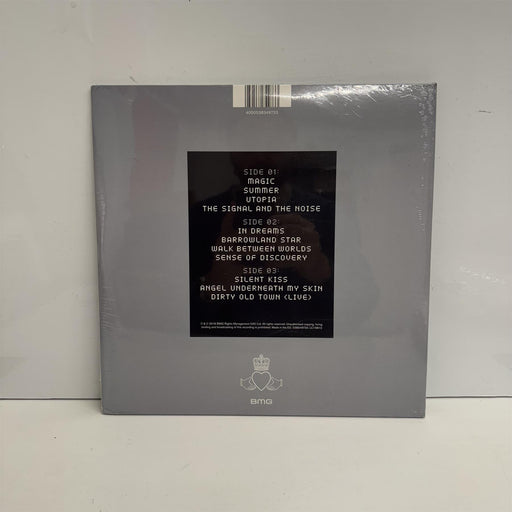 SIDE 01:
MAGIC
SUMMER
UTOPIA
THE SIGNAL AND THE NOISE
SIDE 02:
IN DREAMS
BARROWLAND STAR
WALK BETWEEN WORLDS
SENSE OF DISCOVERY
SIDE 03:
SILENT KISS
ANGEL UNDERNEATH MY SKIN
DIRTY OLD TOWN (LIVE)
BMG